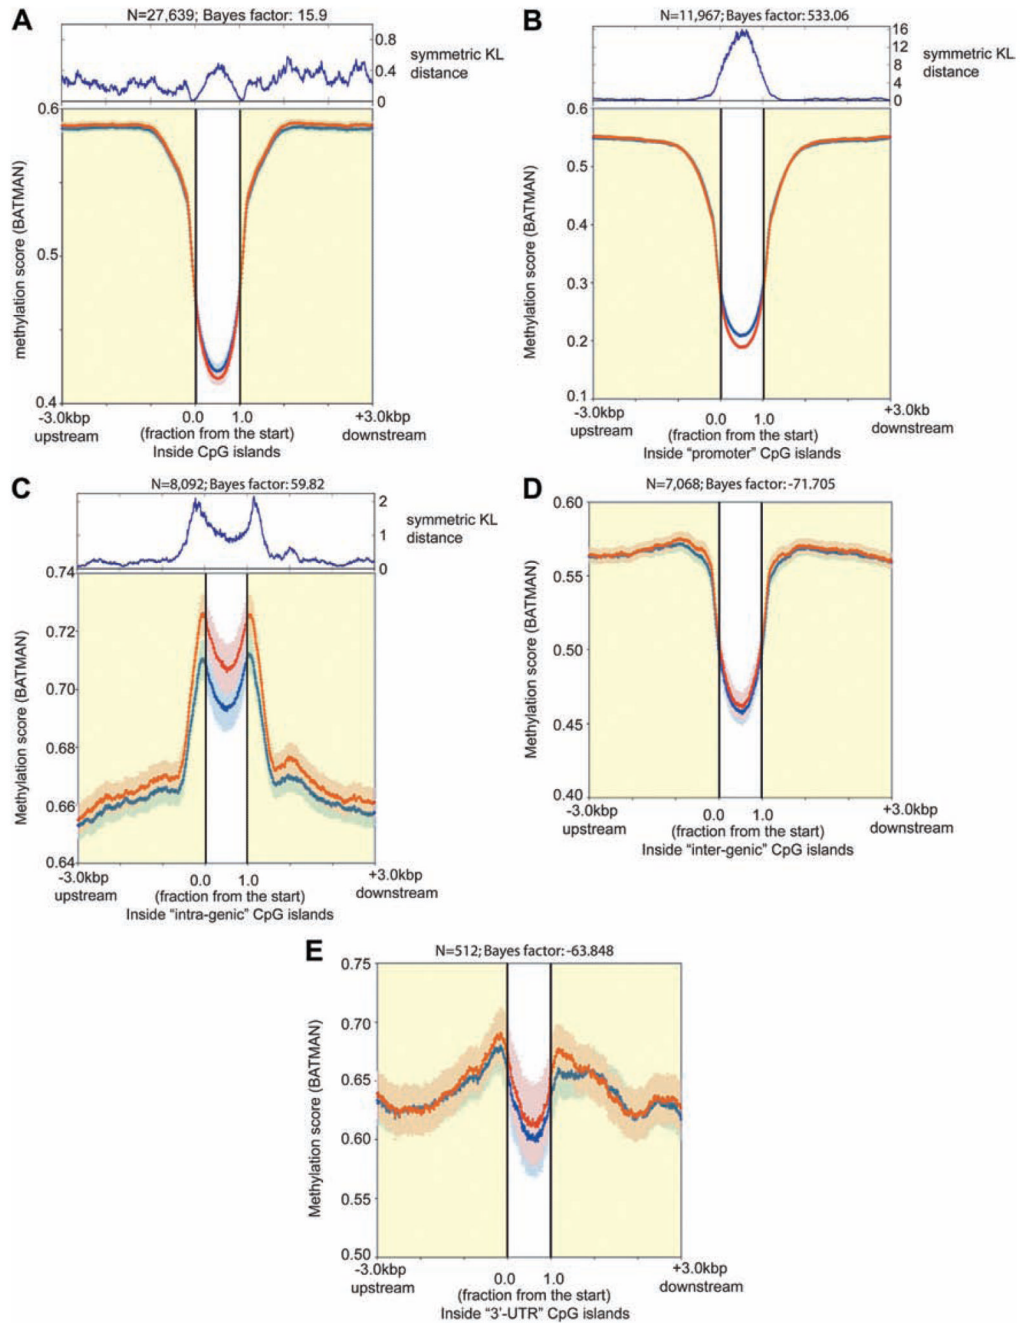 A
N=27,639; Bayes factor: 15.9
0.8
0.4
0
symmetric KL
distance
0.6
0.5
0.4
methylation score (BATMAN)
-3.0kbp
upstream
0.0
1.0
+3.0kbp
downstream
(fraction from the start)
Inside CpG islands
B
N=11,967; Bayes factor: 533.06
16
12
8
4
0
symmetric KL
distance
0.6
0.5
0.4
0.3
0.2
0.1
Methylation score (BATMAN)
-3.0kbp
upstream
0.0
1.0
+3.0kb
downstream
(fraction from the start)
Inside "promoter" CpG islands
C
N=8,092; Bayes factor: 59.82
2
1
0
symmetric KL
distance
0.74
0.72
0.70
0.68
0.66
0.64
Methylation score (BATMAN)
-3.0kbp
upstream
0.0
1.0
+3.0kbp
downstream
(fraction from the start)
Inside "intra-genic" CpG islands
D
N=7,068; Bayes factor: -71.705
0.60
0.55
0.50
0.45
0.40
Methylation score (BATMAN)
-3.0kbp
upstream
0.0
1.0
+3.0kbp
downstream
(fraction from the start)
Inside "inter-genic" CpG islands
E
N=512; Bayes factor: -63.848
0.75
0.70
0.65
0.60
0.55
0.50
Methylation score (BATMAN)
-3.0kbp
upstream
0.0
1.0
+3.0kbp
downstream
(fraction from the start)
Inside "3'-UTR" CpG islands